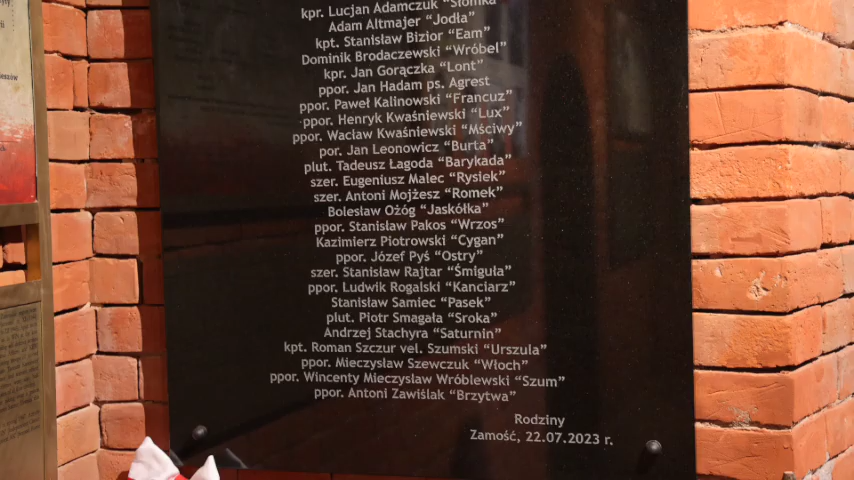 kpr. Lucjan Adamczuk “Słomka”
Adam Altmajer “Jodła”
kpt. Stanisław Bizior “Eam”
Dominik Brodaczewski “Wróbel”
kpr. Jan Gorączka “Lont”
ppor. Jan Hadam ps. Agrest
ppor. Paweł Kalinowski “Francuz”
ppor. Henryk Kwaśniewski “Lux”
ppor. Wacław Kwaśniewski “Mściwy”
por. Jan Leonowicz “Burta”
plut. Tadeusz Łagoda “Barykada”
szer. Eugeniusz Malec “Rysiek”
szer. Antoni Mojżesz “Romek”
Bolesław Ożóg “Jaskółka”
ppor. Stanisław Pakos “Wrzos”
Kazimierz Piotrowski “Cygan”
ppor. Józef Pyś “Ostry”
szer. Stanisław Rajtar “Śmiguła”
ppor. Ludwik Rogalski “Kanciarz”
Stanisław Samiec “Pasek”
plut. Piotr Smagała “Sroka”
Andrzej Stachyra “Saturnin”
kpt. Roman Szczur vel. Szumski “Urszula”
ppor. Mieczysław Szewczuk “Włoch”
ppor. Wincenty Mieczysław Wróblewski “Szum”
ppor. Antoni Zawiślak “Brzytwa”
Rodziny
Zamość, 22.07.2023 r.